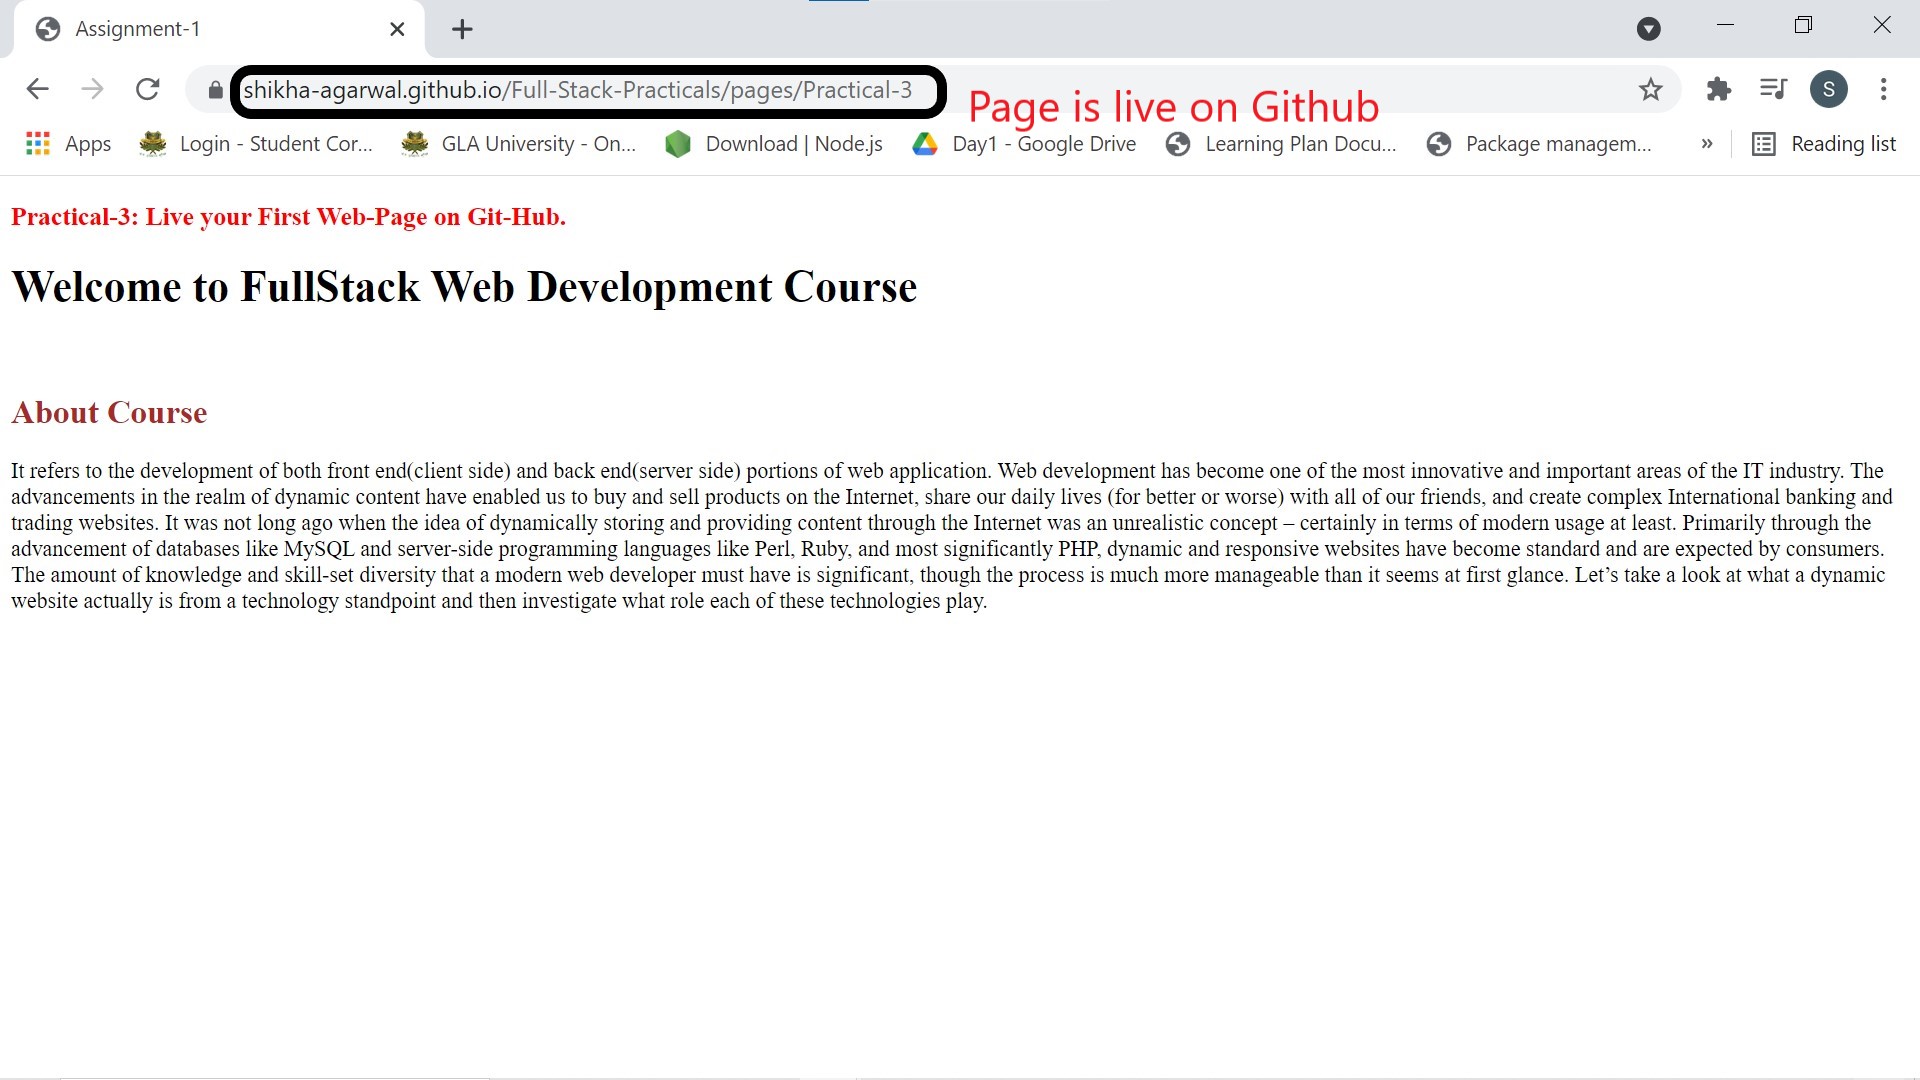 Assignment-1
shikha-agarwal.github.io/Full-Stack-Practicals/pages/Practical-3
Page is live on Github
S
Apps
Login - Student Cor...
GLA University - On...
Download | Node.js
Day1 - Google Drive
Learning Plan Docu...
Package managem...
»
Reading list
Practical-3: Live your First Web-Page on Git-Hub.
Welcome to FullStack Web Development Course
About Course
It refers to the development of both front end(client side) and back end(server side) portions of web application. Web development has become one of the most innovative and important areas of the IT industry. The
advancements in the realm of dynamic content have enabled us to buy and sell products on the Internet, share our daily lives (for better or worse) with all of our friends, and create complex International banking and
trading websites. It was not long ago when the idea of dynamically storing and providing content through the Internet was an unrealistic concept – certainly in terms of modern usage at least. Primarily through the
advancement of databases like MySQL and server-side programming languages like Perl, Ruby, and most significantly PHP, dynamic and responsive websites have become standard and are expected by consumers.
The amount of knowledge and skill-set diversity that a modern web developer must have is significant, though the process is much more manageable than it seems at first glance. Let’s take a look at what a dynamic
website actually is from a technology standpoint and then investigate what role each of these technologies play.